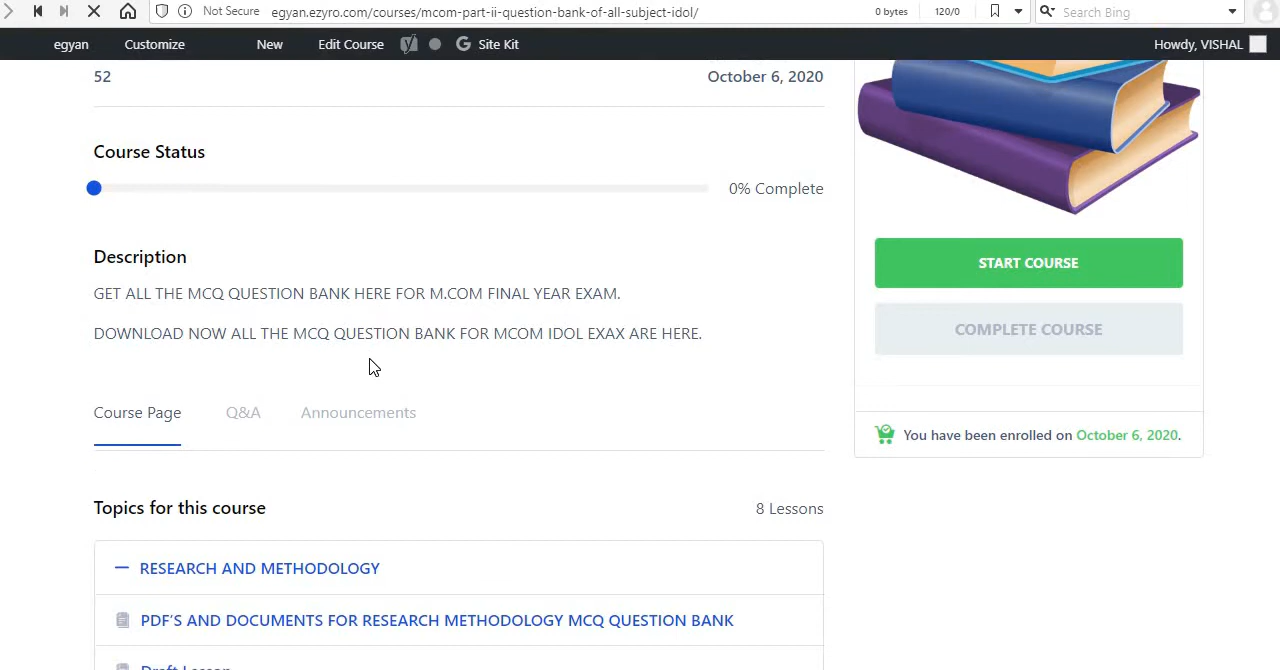 Not Secure egyan.ezyro.com/courses/mcom-part-ii-question-bank-of-all-subject-idol/ 0 bytes 120/0 Search Bing
egyan Customize New Edit Course Site Kit Howdy, VISHAL
52 October 6, 2020
Course Status
0% Complete
Description
GET ALL THE MCQ QUESTION BANK HERE FOR M.COM FINAL YEAR EXAM.
DOWNLOAD NOW ALL THE MCQ QUESTION BANK FOR MCOM IDOL EXAX ARE HERE.
Course Page Q&A Announcements
Topics for this course 8 Lessons
RESEARCH AND METHODOLOGY
PDF'S AND DOCUMENTS FOR RESEARCH METHODOLOGY MCQ QUESTION BANK
Draft Lesson
START COURSE
COMPLETE COURSE
You have been enrolled on October 6, 2020.